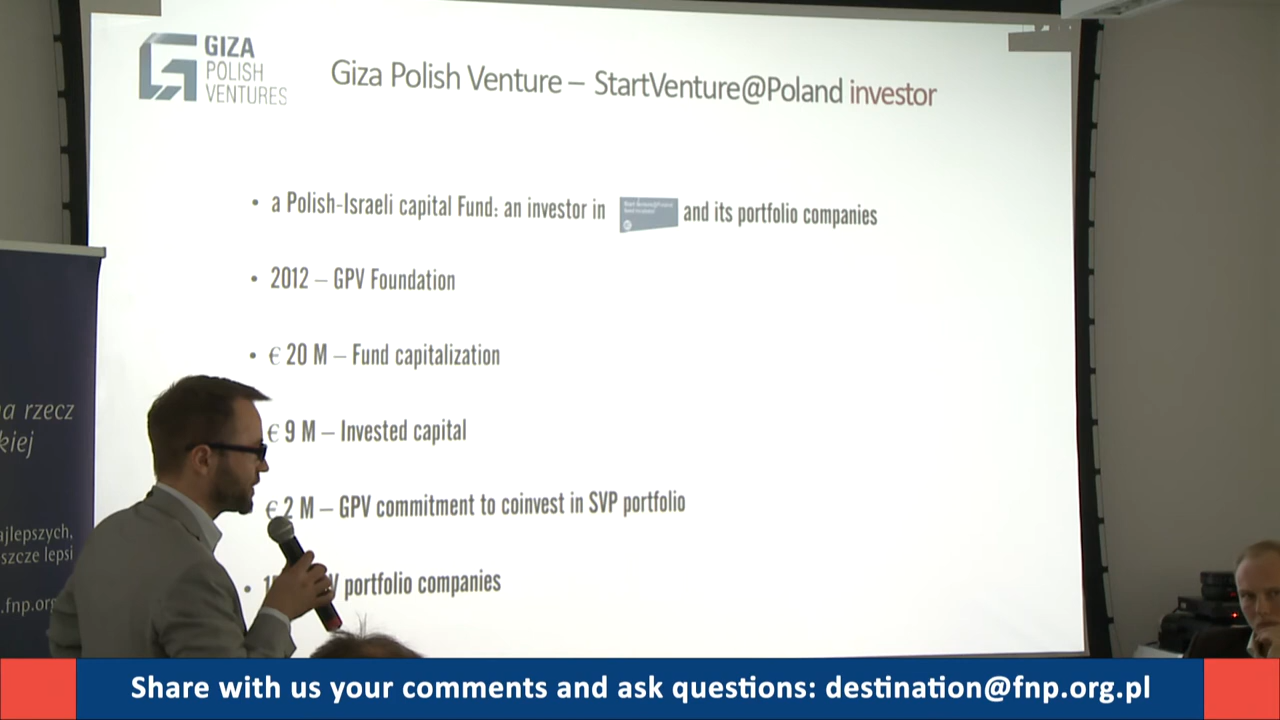 GIZA
POLISH
VENTURES
Giza Polish Venture – StartVenture@Poland investor
• a Polish-Israeli capital Fund: an investor in and its portfolio companies
• 2012 – GPV Foundation
• € 20 M – Fund capitalization
€ 9 M – Invested capital
€ 2 M – GPV commitment to coinvest in SVP portfolio
• portfolio companies
na rzecz
kiej
ajlepszych,
szcze lepsi
.fnp.org
Share with us your comments and ask questions: destination@fnp.org.pl